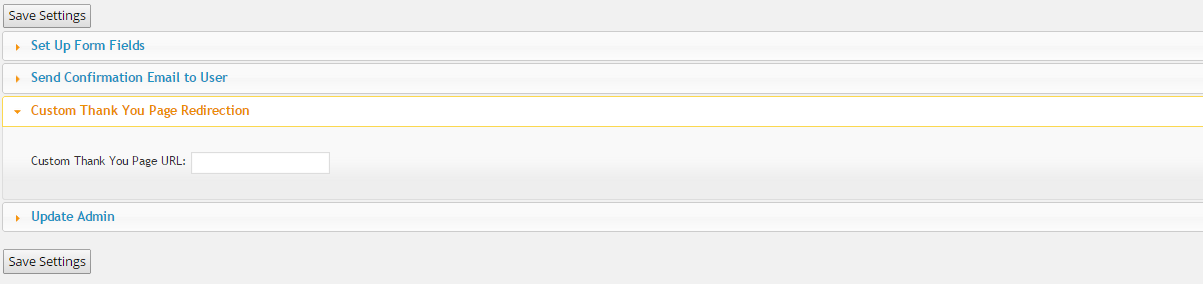 Save Settings
Set Up Form Fields
Send Confirmation Email to User
Custom Thank You Page Redirection
Custom Thank You Page URL:
Update Admin
Save Settings